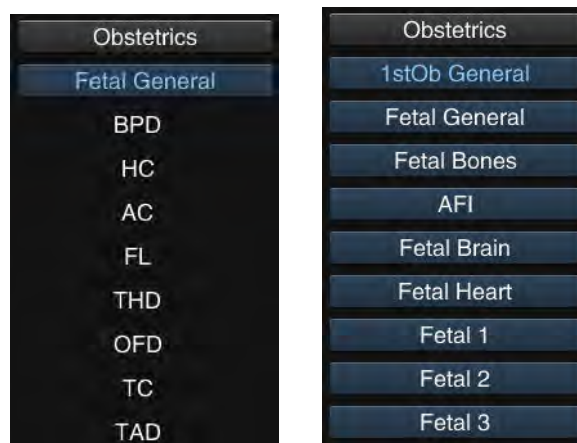 Obstetrics
Fetal General
BPD
HC
AC
FL
THD
OFD
TC
TAD
Obstetrics
1stOb General
Fetal General
Fetal Bones
AFI
Fetal Brain
Fetal Heart
Fetal 1
Fetal 2
Fetal 3